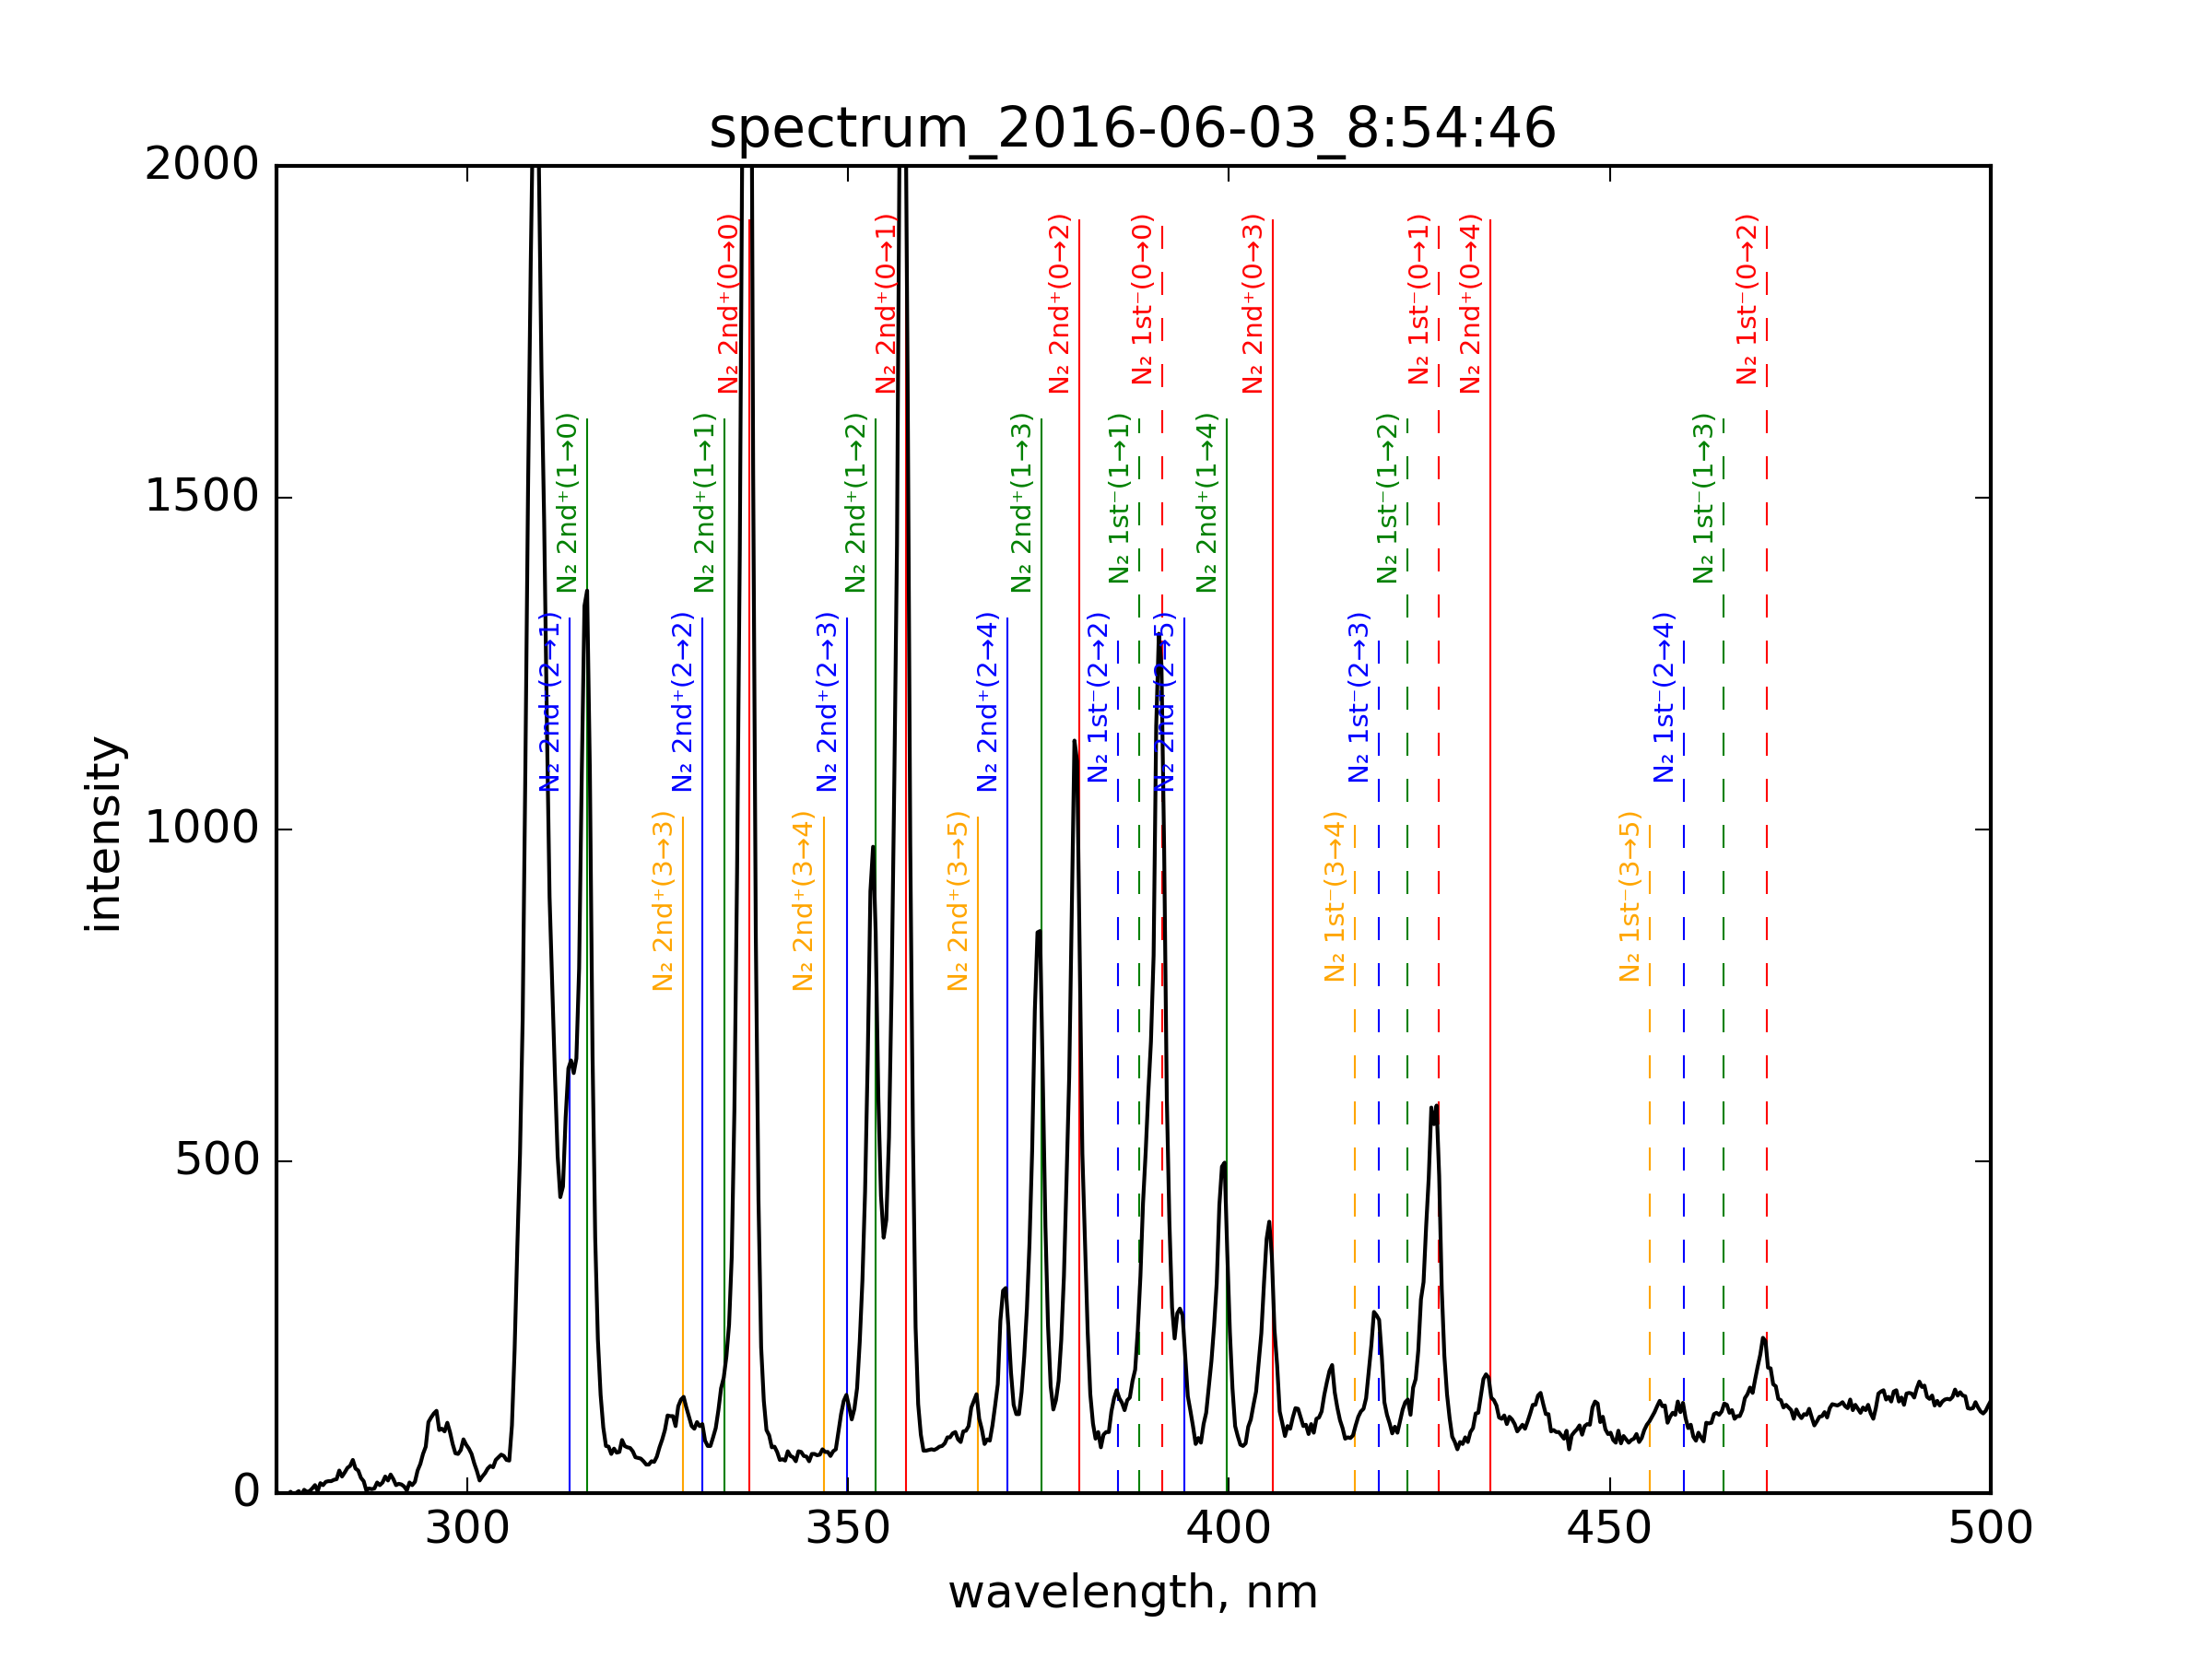 spectrum_2016-06-03_8:54:46
2000
1500
1000
500
0
intensity
N₂ 2nd⁺(0→0)
N₂ 2nd⁺(0→1)
N₂ 2nd⁺(0→2)
N₂ 1st⁻(0→0)
N₂ 2nd⁺(0→3)
N₂ 1st⁻(0→1)
N₂ 2nd⁺(0→4)
N₂ 1st⁻(0→2)
N₂ 2nd⁺(1→0)
N₂ 2nd⁺(1→1)
N₂ 2nd⁺(1→2)
N₂ 2nd⁺(1→3)
N₂ 1st⁻(1→1)
N₂ 2nd⁺(1→4)
N₂ 1st⁻(1→2)
N₂ 1st⁻(1→3)
N₂ 2nd⁺(2→1)
N₂ 2nd⁺(2→2)
N₂ 2nd⁺(2→3)
N₂ 2nd⁺(2→4)
N₂ 1st⁻(2→2)
N₂ 2nd⁺(2→5)
N₂ 1st⁻(2→3)
N₂ 1st⁻(2→4)
N₂ 2nd⁺(3→3)
N₂ 2nd⁺(3→4)
N₂ 2nd⁺(3→5)
N₂ 1st⁻(3→4)
N₂ 1st⁻(3→5)
300 350 400 450 500
wavelength, nm